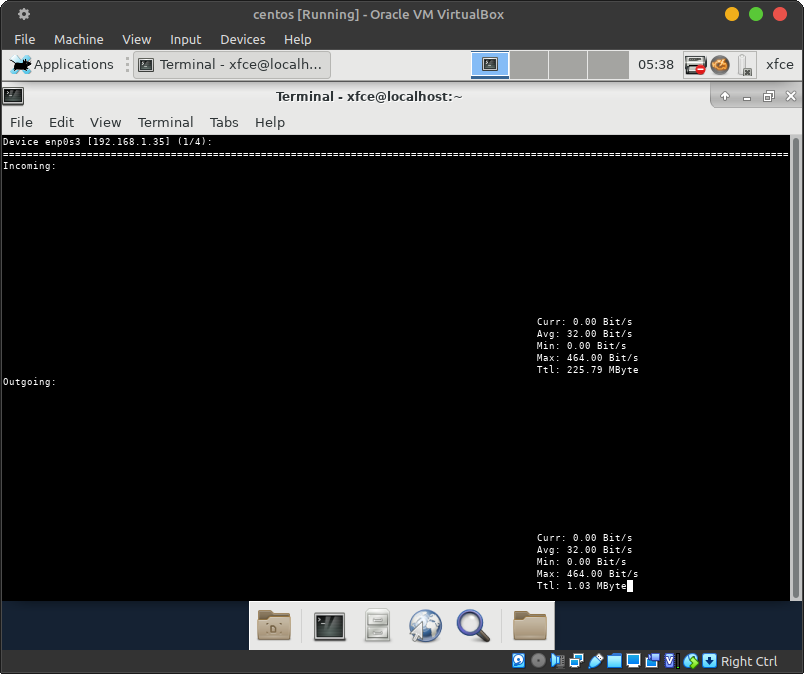 centos [Running] - Oracle VM VirtualBox
File Machine View Input Devices Help
Applications Terminal - xfce@localh... 05:38 xfce
Terminal - xfce@localhost:~
File Edit View Terminal Tabs Help
Device enp0s3 [192.168.1.35] (1/4):
Incoming:
Curr: 0.00 Bit/s
Avg: 32.00 Bit/s
Min: 0.00 Bit/s
Max: 464.00 Bit/s
Ttl: 225.79 MByte
Outgoing:
Curr: 0.00 Bit/s
Avg: 32.00 Bit/s
Min: 0.00 Bit/s
Max: 464.00 Bit/s
Ttl: 1.03 MByte
Right Ctrl